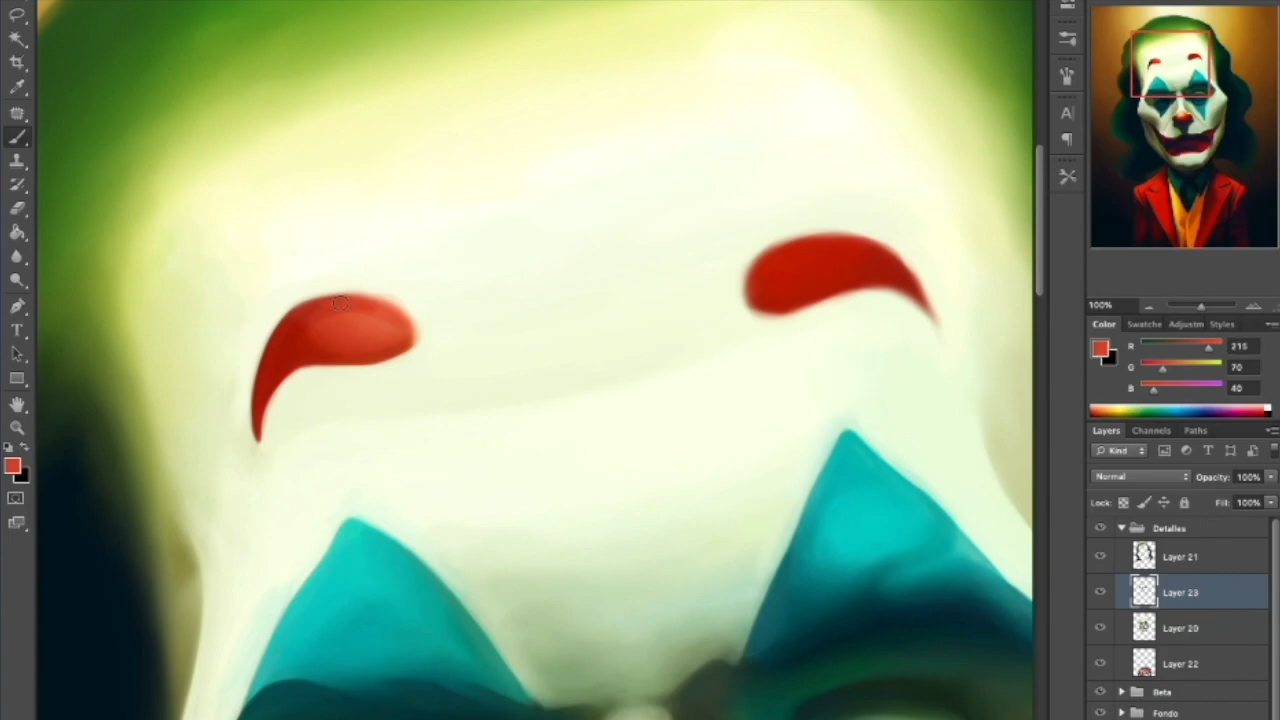 100%
Color Swatche Adjustm Styles
R 215
G 70
B 40
Layers Channels Paths
Kind
Normal Opacity: 100%
Lock: Fill: 100%
Detalles
Layer 21
Layer 23
Layer 20
Layer 22
Beta
Fondo